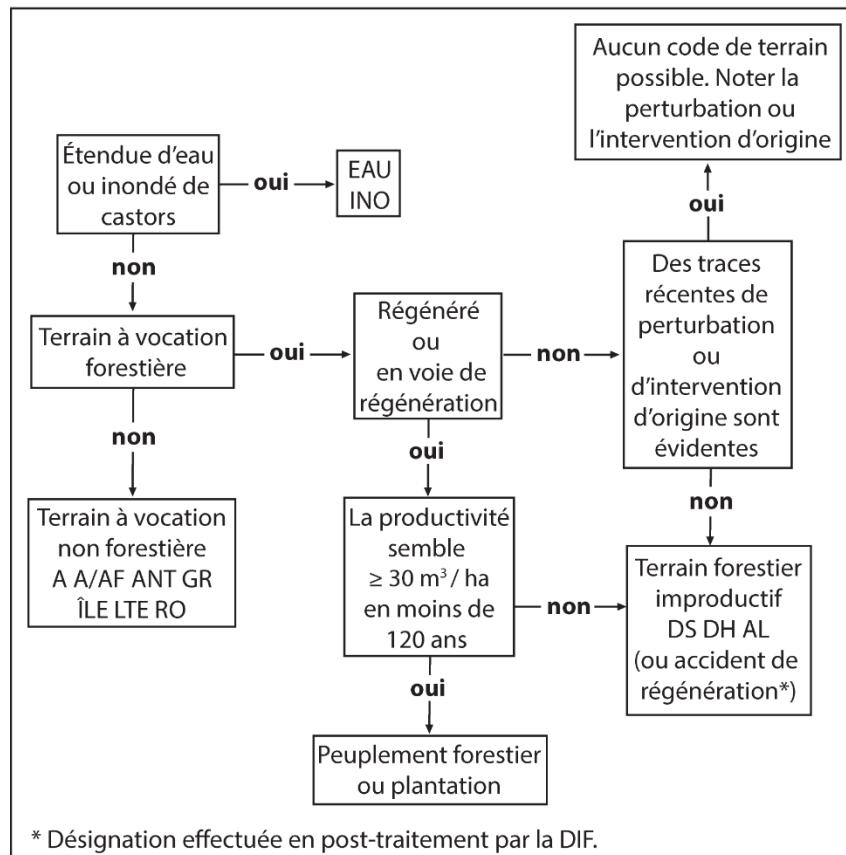 Étendue d'eau
ou inondé de
castors
oui
EAU
INO
non
Terrain à vocation
forestière
oui
non
Terrain à vocation
non forestière
A A/AF ANT GR
ÎLE LTE RO
Régénéré
ou
en voie de
régénération
non
oui
La productivité
semble
≥ 30 m³ / ha
en moins de
120 ans
non
oui
Peuplement forestier
ou plantation
Aucun code de terrain
possible. Noter la
perturbation ou
l'intervention d'origine
oui
Des traces
récentes de
perturbation
ou
d'intervention
d'origine sont
évidentes
non
Terrain forestier
improductif
DS DH AL
(ou accident de
régénération*)
* Désignation effectuée en post-traitement par la DIF.